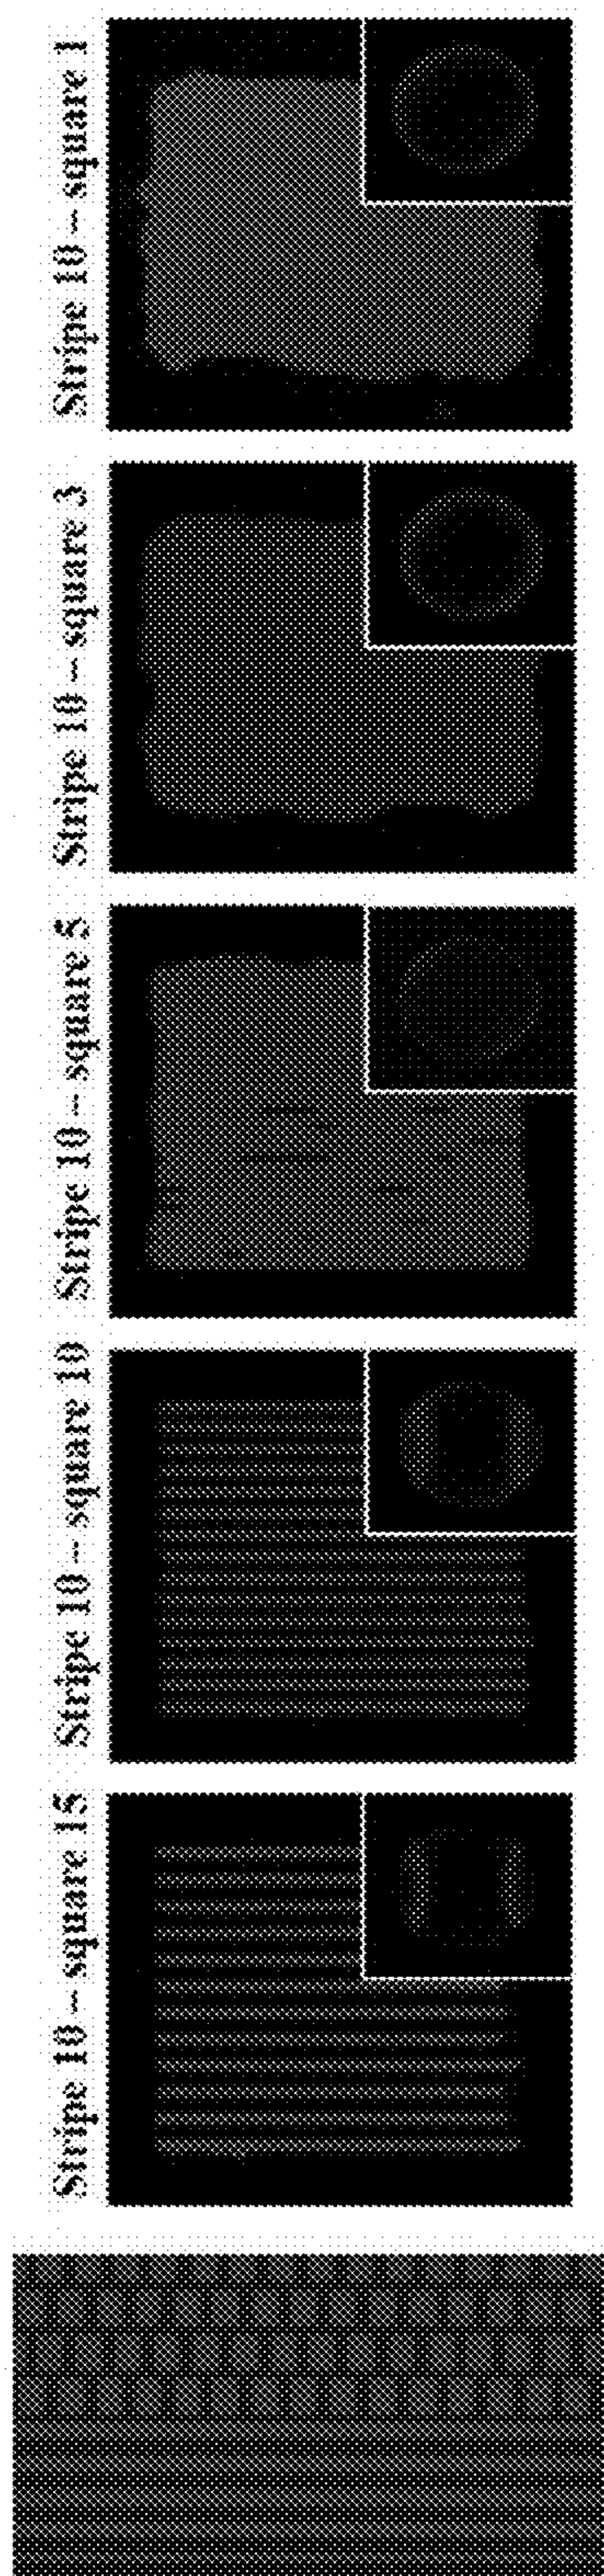 Stripe 10 – square 15
Stripe 10 – square 10
Stripe 10 – square 5
Stripe 10 – square 3
Stripe 10 – square 1